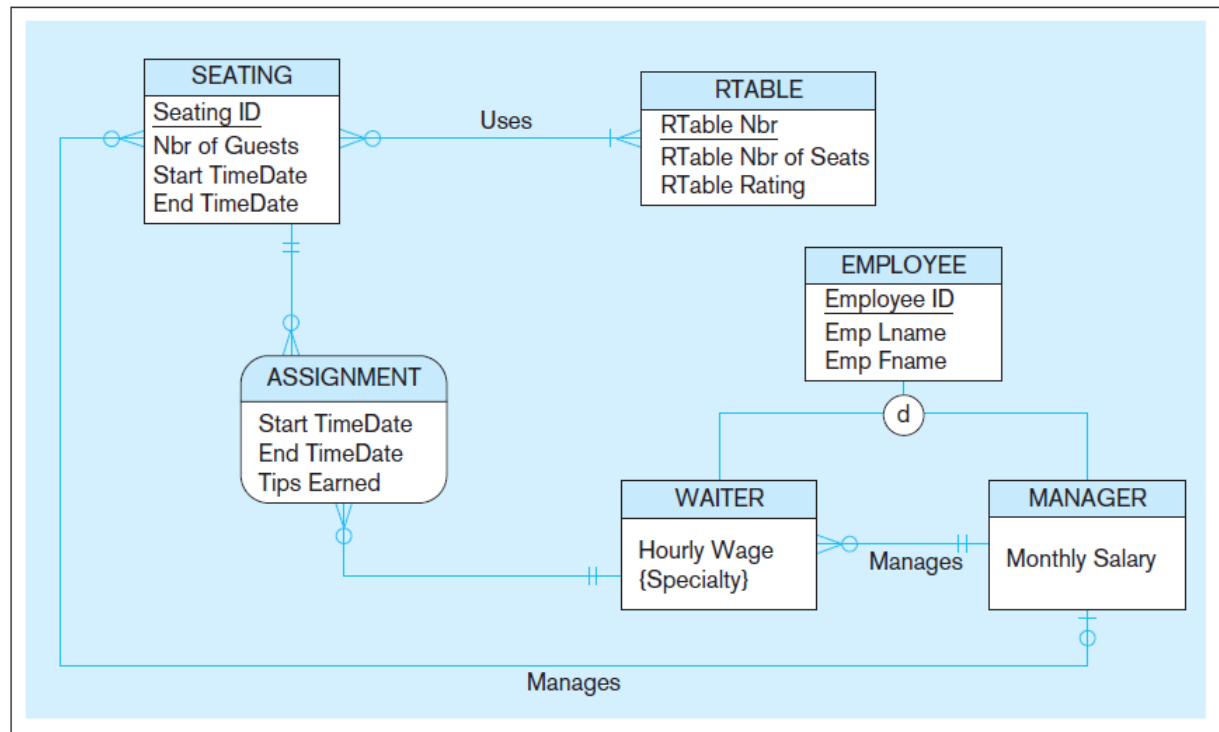 SEATING
Seating ID
Nbr of Guests
Start TimeDate
End TimeDate
Uses
RTABLE
RTable Nbr
RTable Nbr of Seats
RTable Rating
EMPLOYEE
Employee ID
Emp Lname
Emp Fname
d
ASSIGNMENT
Start TimeDate
End TimeDate
Tips Earned
WAITER
Hourly Wage
{Specialty}
Manages
MANAGER
Monthly Salary
Manages